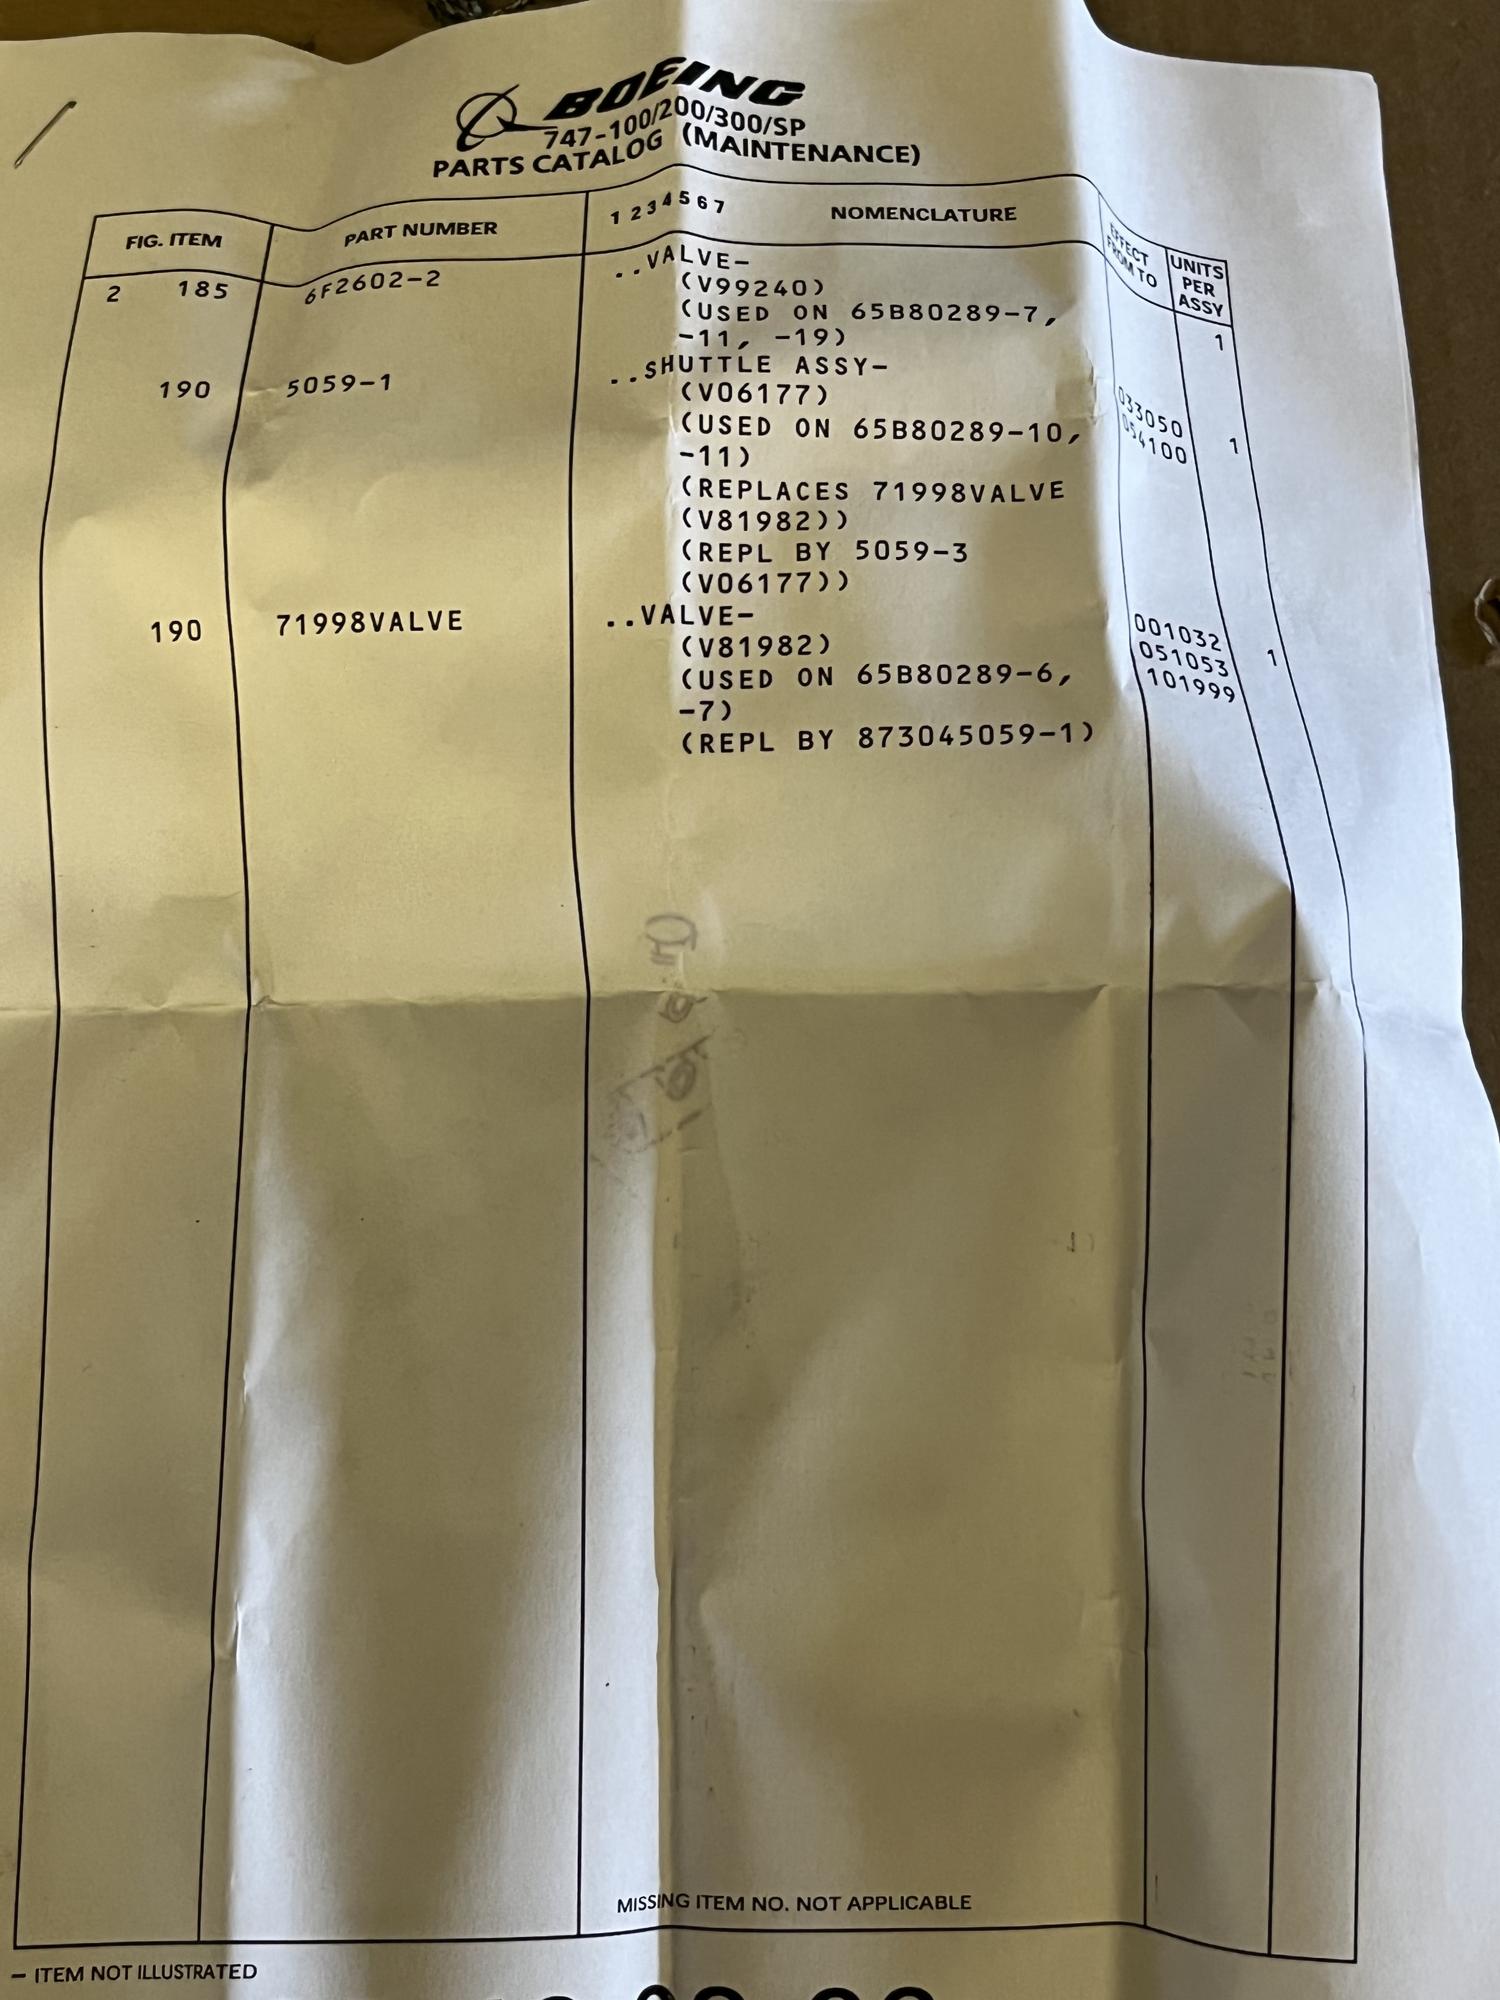 BOEING
747-100/200/300/SP
PARTS CATALOG (MAINTENANCE)
FIG. ITEM PART NUMBER 1 2 3 4 5 6 7 NOMENCLATURE EFFECT FROM TO UNITS PER ASSY
2 185 6F2602-2 ..VALVE-
(V99240)
(USED ON 65B80289-7,
-11, -19) 1
190 5059-1 ..SHUTTLE ASSY-
(V06177) 033050
(USED ON 65B80289-10, 054100 1
-11)
(REPLACES 71998VALVE
(V81982))
(REPL BY 5059-3
(V06177))
190 71998VALVE ..VALVE- 001032 1
(V81982) 051053
(USED ON 65B80289-6, 101999
-7)
(REPL BY 873045059-1)
MISSING ITEM NO. NOT APPLICABLE
– ITEM NOT ILLUSTRATED